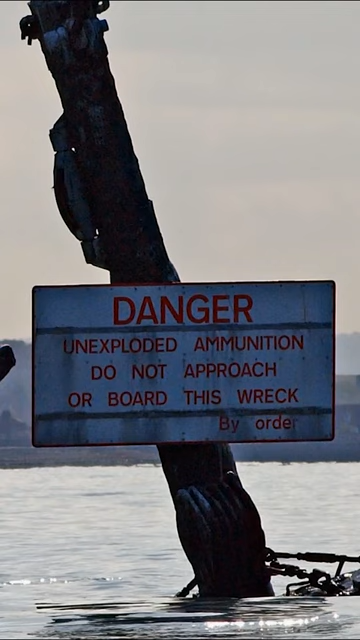 DANGER
UNEXPLODED AMMUNITION
DO NOT APPROACH
OR BOARD THIS WRECK
By order